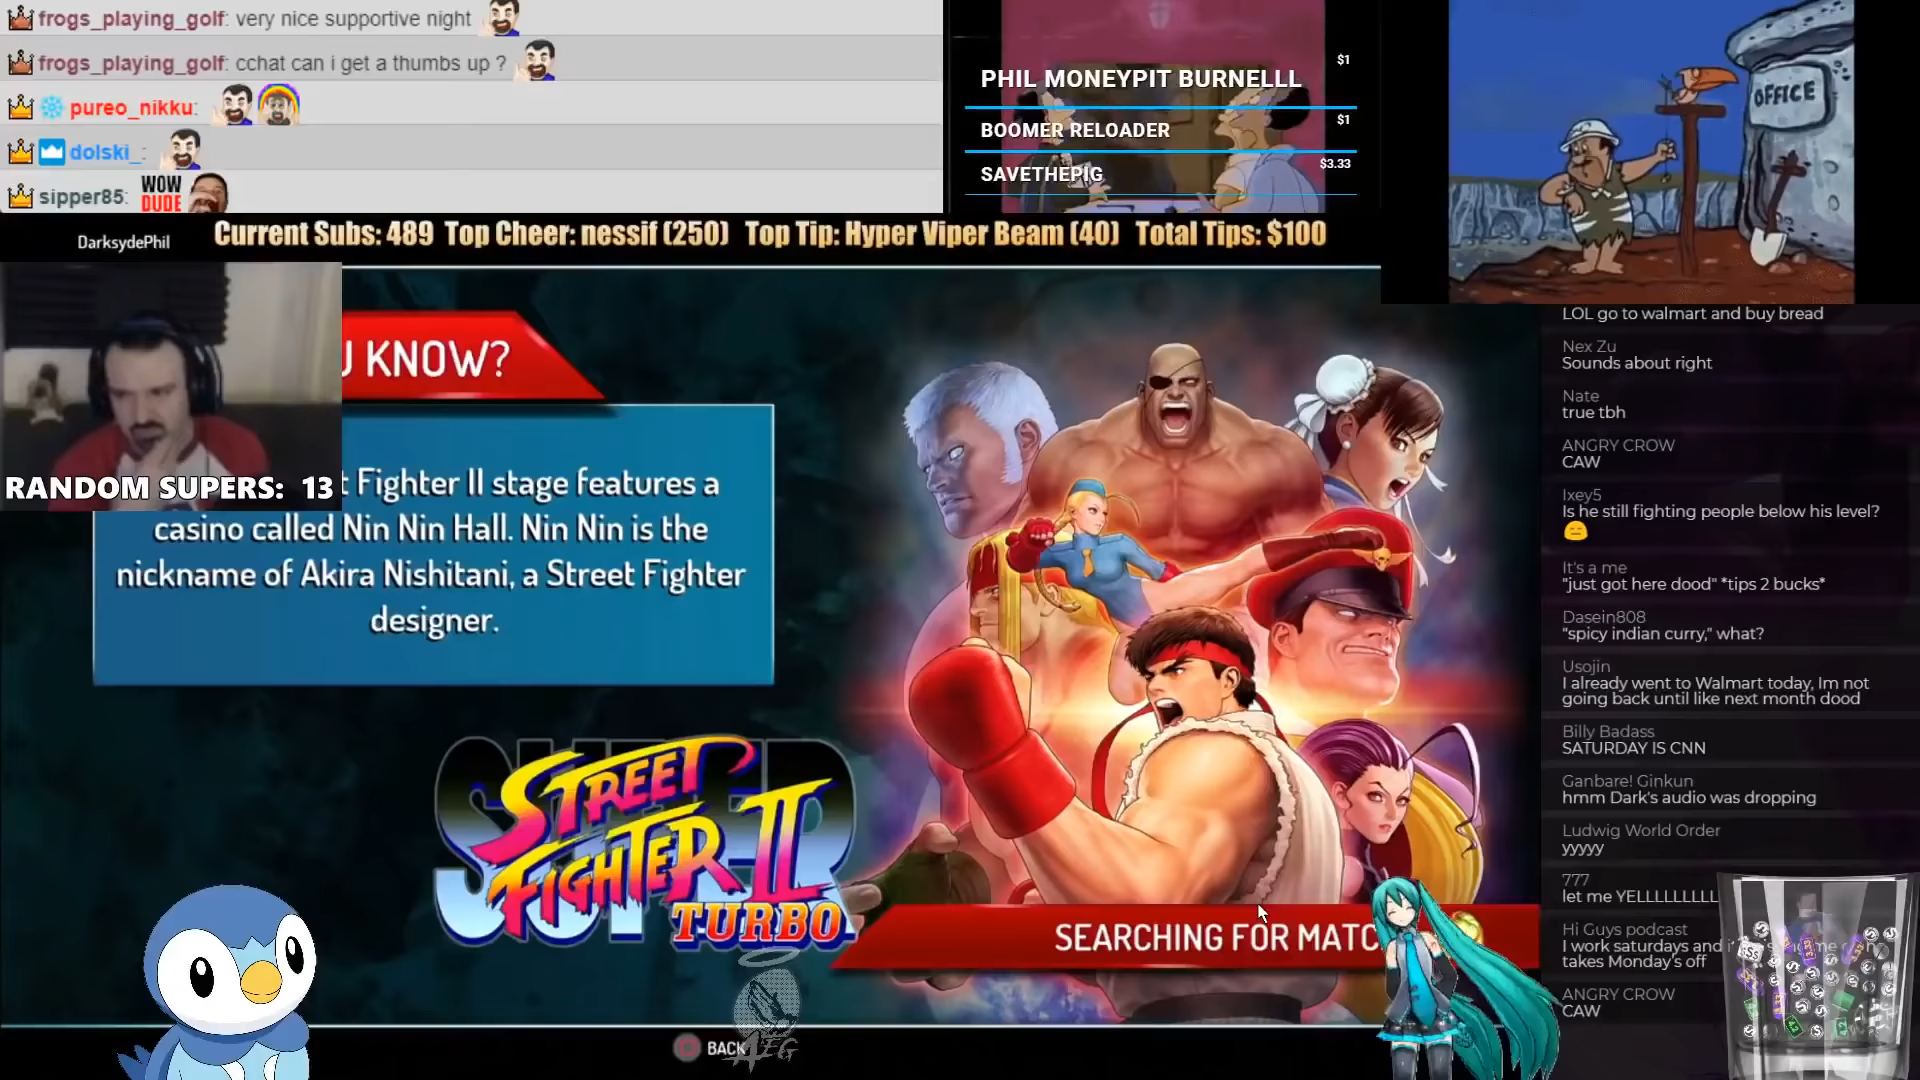 frogs_playing_golf: very nice supportive night
frogs_playing_golf: cchat can i get a thumbs up ?
pureo_nikku:
dolski_:
sipper85: WOW DUDE
PHIL MONEYPIT BURNELLL $1
BOOMER RELOADER $1
SAVETHEPIG $3.33
OFFICE
DarksydePhil
Current Subs: 489 Top Cheer: nessif (250) Top Tip: Hyper Viper Beam (40) Total Tips: $100
U KNOW?
RANDOM SUPERS: 13
t Fighter II stage features a
casino called Nin Nin Hall. Nin Nin is the
nickname of Akira Nishitani, a Street Fighter
designer.
SUPER
STREET
FIGHTER II
TURBO
SEARCHING FOR MATC
BACK
AFG
LOL go to walmart and buy bread
Nex Zu
Sounds about right
Nate
true tbh
ANGRY CROW
CAW
Ixey5
Is he still fighting people below his level?
It's a me
"just got here dood" *tips 2 bucks*
Dasein808
"spicy indian curry," what?
Usojin
I already went to Walmart today, Im not
going back until like next month dood
Billy Badass
SATURDAY IS CNN
Ganbare! Ginkun
hmm Dark's audio was dropping
Ludwig World Order
yyyyy
777
let me YELLLLLLLLL
Hi Guys podcast
I work saturdays and
takes Monday's off
ANGRY CROW
CAW